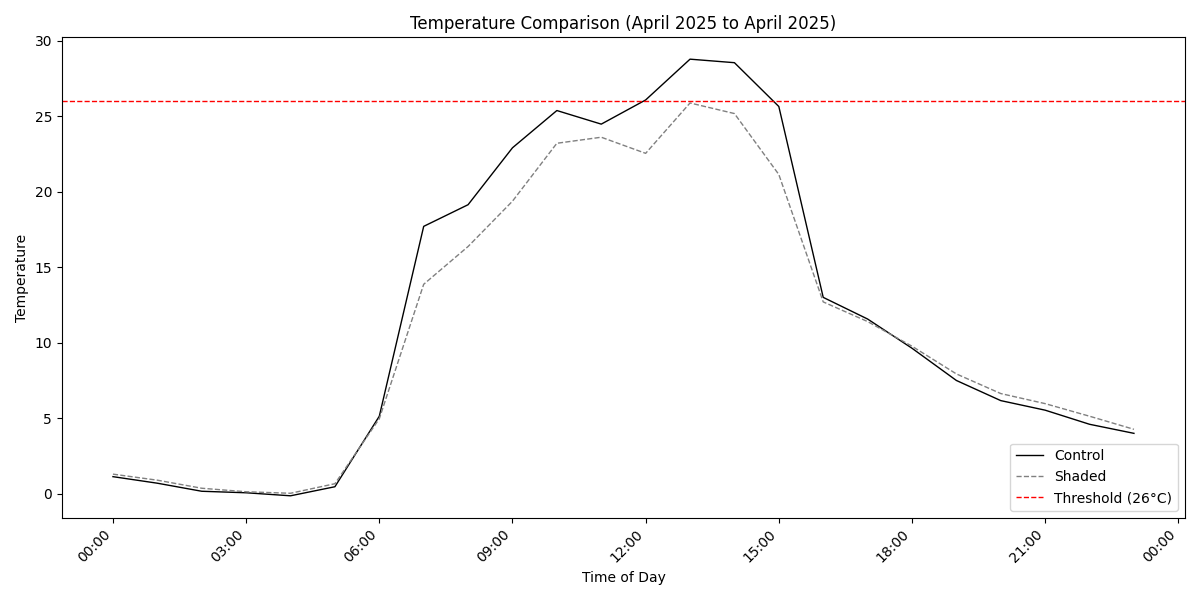 Temperature Comparison (April 2025 to April 2025)
30
25
20
15
10
5
0
Temperature
Control
Shaded
Threshold (26°C)
00:00
03:00
06:00
09:00
12:00
15:00
18:00
21:00
00:00
Time of Day